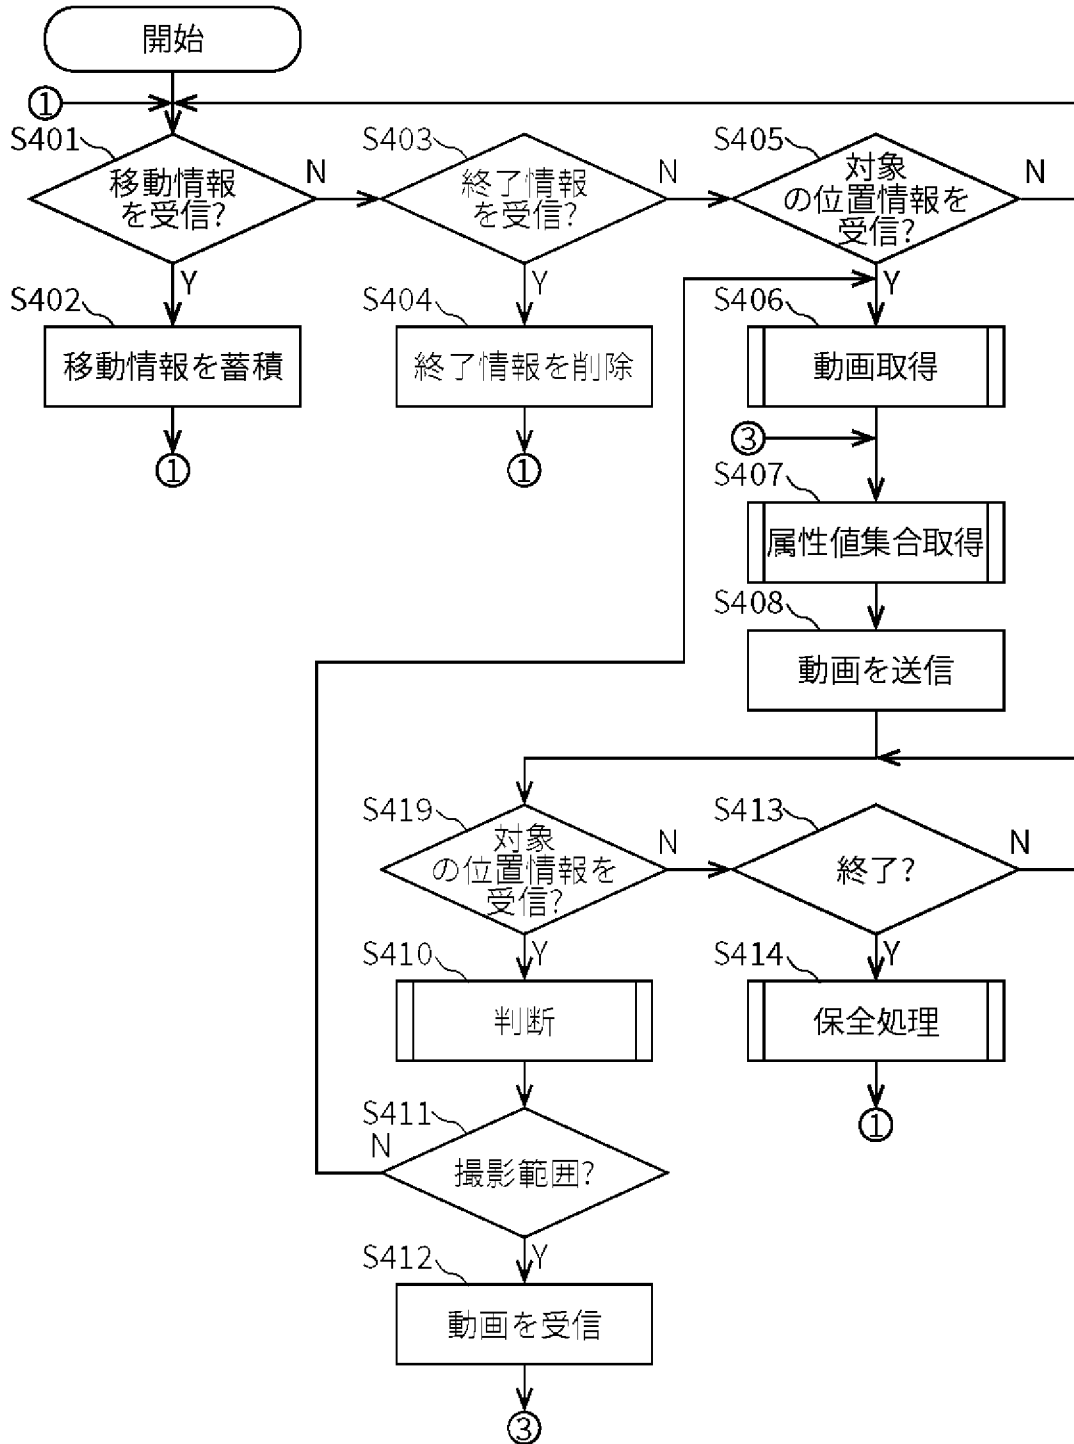 開始
①
S401
移動情報
を受信?
N
Y
S403
終了情報
を受信?
N
Y
S405
対象
の位置情報を
受信?
N
Y
S402
移動情報を蓄積
①
S404
終了情報を削除
①
S406
動画取得
③
S407
属性値集合取得
S408
動画を送信
S419
対象
の位置情報を
受信?
N
Y
S413
終了?
N
Y
S410
判断
S414
保全処理
①
S411
N
撮影範囲?
Y
S412
動画を受信
③